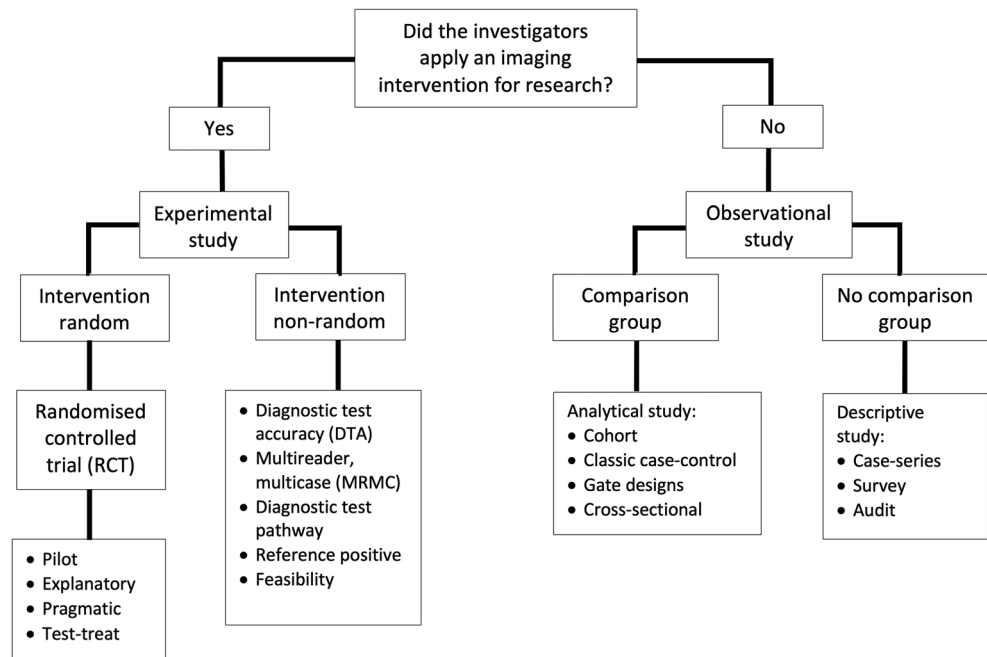 Did the investigators
apply an imaging
intervention for research?
Yes
No
Experimental
study
Observational
study
Intervention
random
Intervention
non-random
Comparison
group
No comparison
group
Randomised
controlled
trial (RCT)
• Diagnostic test
accuracy (DTA)
• Multireader,
multicase (MRMC)
• Diagnostic test
pathway
• Reference positive
• Feasibility
Analytical study:
• Cohort
• Classic case-control
• Gate designs
• Cross-sectional
Descriptive
study:
• Case-series
• Survey
• Audit
• Pilot
• Explanatory
• Pragmatic
• Test-treat